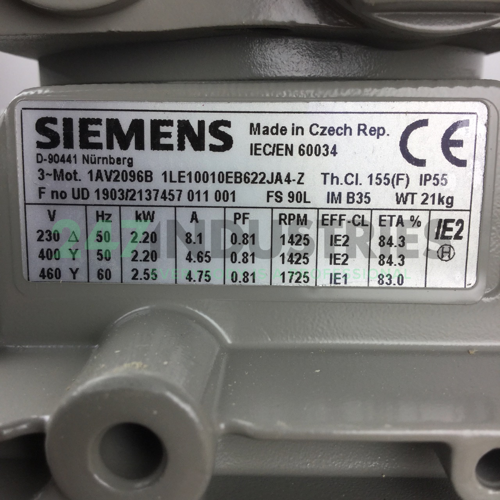 SIEMENS
D-90441 Nürnberg
Made in Czech Rep.
IEC/EN 60034
CE
3~Mot. 1AV2096B 1LE10010EB622JA4-Z Th.Cl. 155(F) IP55
F no UD 1903/2137457 011 001 FS 90L IM B35 WT 21kg
V Hz kW A PF RPM EFF-CL ETA % IE2
230 Δ 50 2.20 8.1 0.81 1425 IE2 84.3 H
400 Y 50 2.20 4.65 0.81 1425 IE2 84.3
460 Y 60 2.55 4.75 0.81 1725 IE1 83.0
247 INDUSTRIES